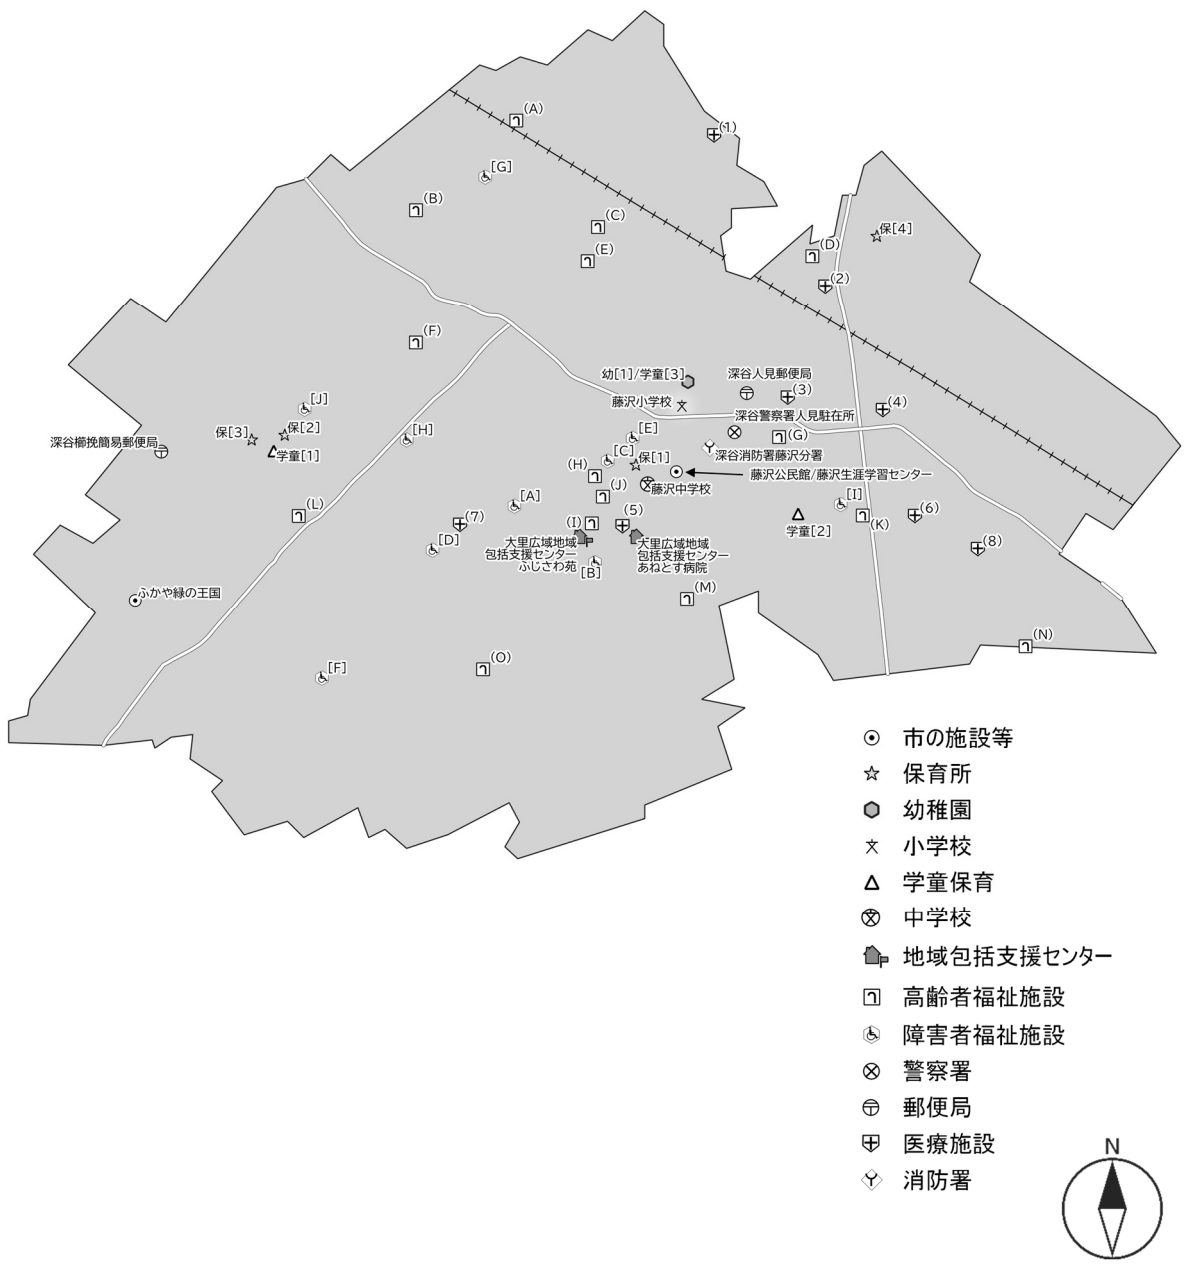 (A)
(1)
[G]
(B)
(C)
保[4]
(D)
(E)
(2)
(F)
幼[1]/学童[3]
深谷人見郵便局
(3)
藤沢小学校
(4)
[J]
深谷警察署人見駐在所
保[3]
保[2]
[H]
[E]
(G)
深谷櫛挽簡易郵便局
学童[1]
[C]
保[1]
深谷消防署藤沢分署
(H)
藤沢公民館/藤沢生涯学習センター
(J)
藤沢中学校
[A]
[I]
(L)
(7)
(I)
(5)
(K)
(6)
学童[2]
[D]
大里広域地域
包括支援センター
ふじさわ苑
大里広域地域
包括支援センター
あねとす病院
(8)
[B]
ふかや緑の王国
(M)
(N)
[F]
(O)
市の施設等
保育所
幼稚園
小学校
学童保育
中学校
地域包括支援センター
高齢者福祉施設
障害者福祉施設
警察署
郵便局
医療施設
消防署
N